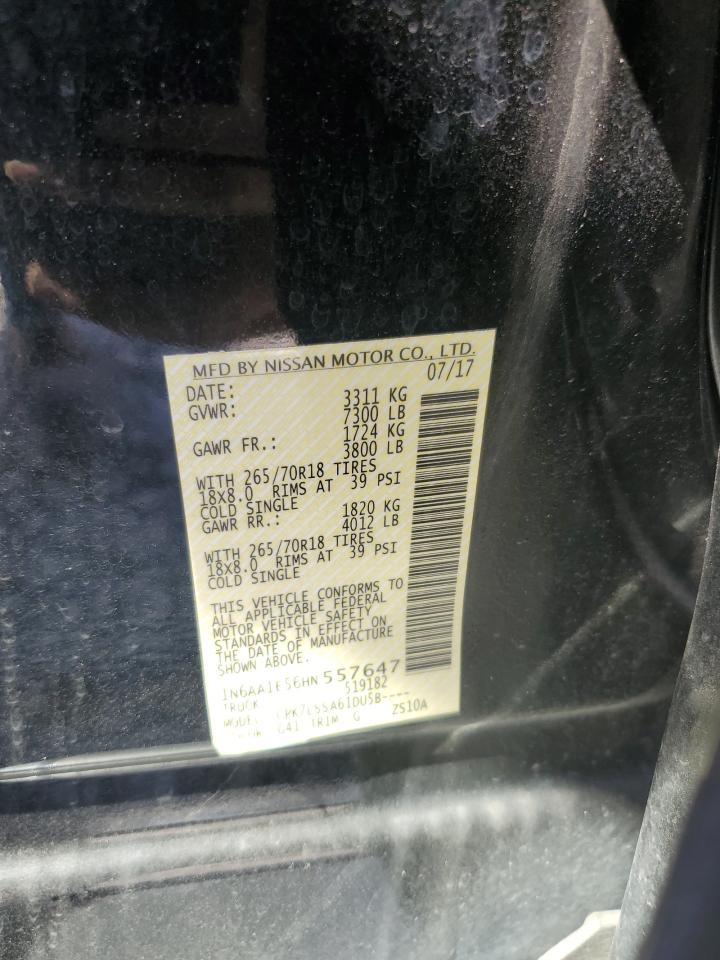 MFD BY NISSAN MOTOR CO., LTD.
DATE: 07/17
GVWR: 3311 KG
7300 LB
GAWR FR.: 1724 KG
3800 LB
WITH 265/70R18 TIRES
18X8.0 RIMS AT 39 PSI
COLD SINGLE
GAWR RR.: 1820 KG
4012 LB
WITH 265/70R18 TIRES
18X8.0 RIMS AT 39 PSI
COLD SINGLE
THIS VEHICLE CONFORMS TO
ALL APPLICABLE FEDERAL
MOTOR VEHICLE SAFETY
STANDARDS IN EFFECT ON
THE DATE OF MANUFACTURE
SHOWN ABOVE.
1N6AA1E56HN557647
TRUCK 519182
MODEL
G41 TRIM G ZS10A